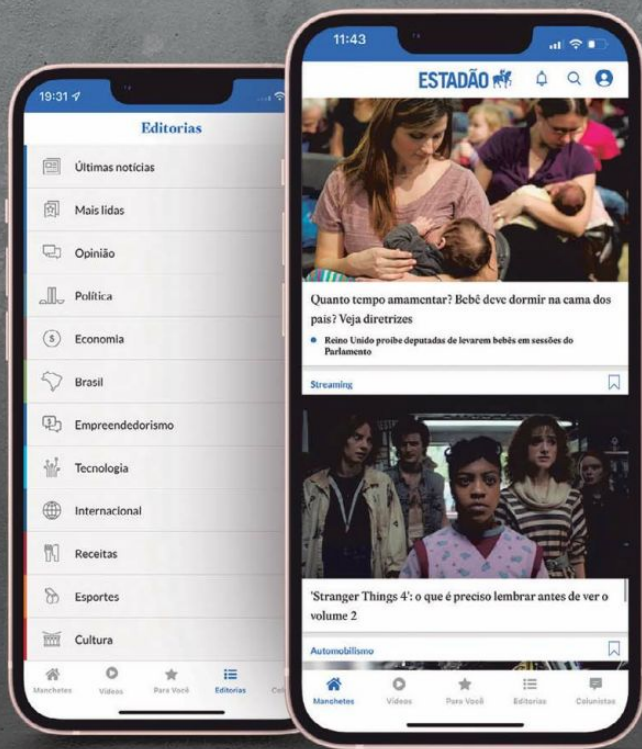 19:31
Editorias
Últimas notícias
Mais lidas
Opinião
Política
Economia
Brasil
Empreendedorismo
Tecnologia
Internacional
Receitas
Esportes
Cultura
Manchetes Vídeos Para Você Editorias
11:43
ESTADÃO
Quanto tempo amamentar? Bebê deve dormir na cama dos
pais? Veja diretrizes
Reino Unido proíbe deputadas de levarem bebês em sessões do
Parlamento
Streaming
'Stranger Things 4': o que é preciso lembrar antes de ver o
volume 2
Automobilismo
Manchetes Vídeos Para Você Editorias Colunistas